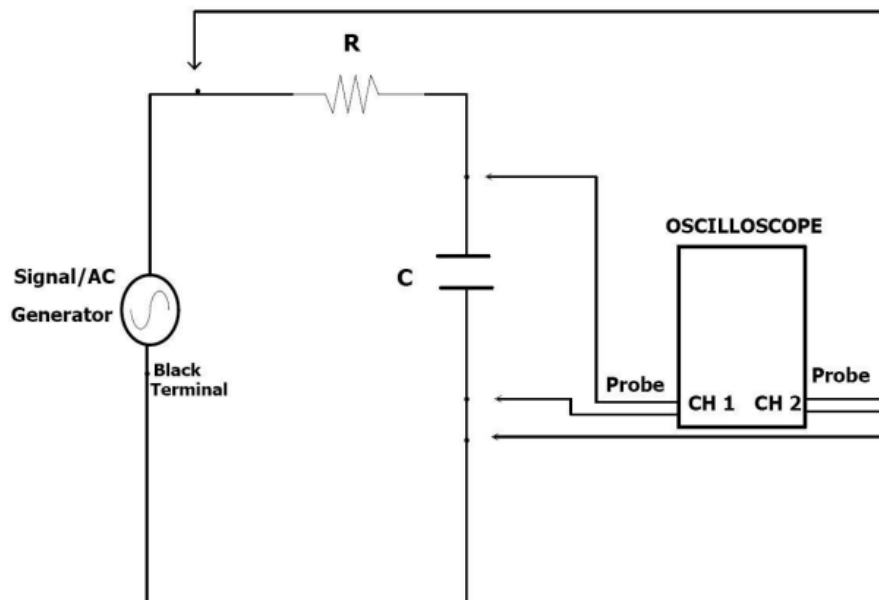 R
OSCILLOSCOPE
Signal/AC
Generator
C
Black
Terminal
Probe
Probe
CH 1 CH 2